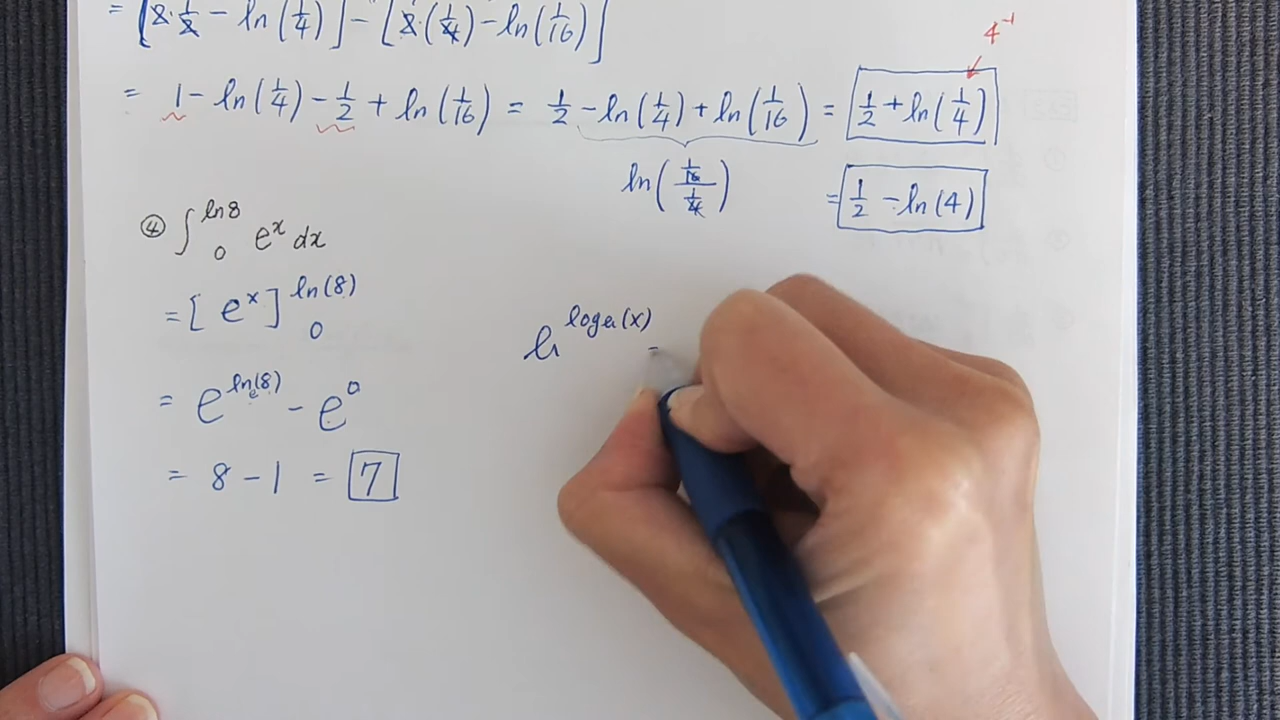 = [2·1/2 - ln(1/4)] - [2·(1/4) - ln(1/16)]
4⁻¹
= 1 - ln(1/4) - 1/2 + ln(1/16) = 1/2 - ln(1/4) + ln(1/16) = 1/2 + ln(1/4)
ln((1/16)/(1/4))
= 1/2 - ln(4)
④ ∫₀^ln8 eˣ dx
= [eˣ]₀^ln(8)
= e^ln(8) - e⁰
= 8 - 1 = 7